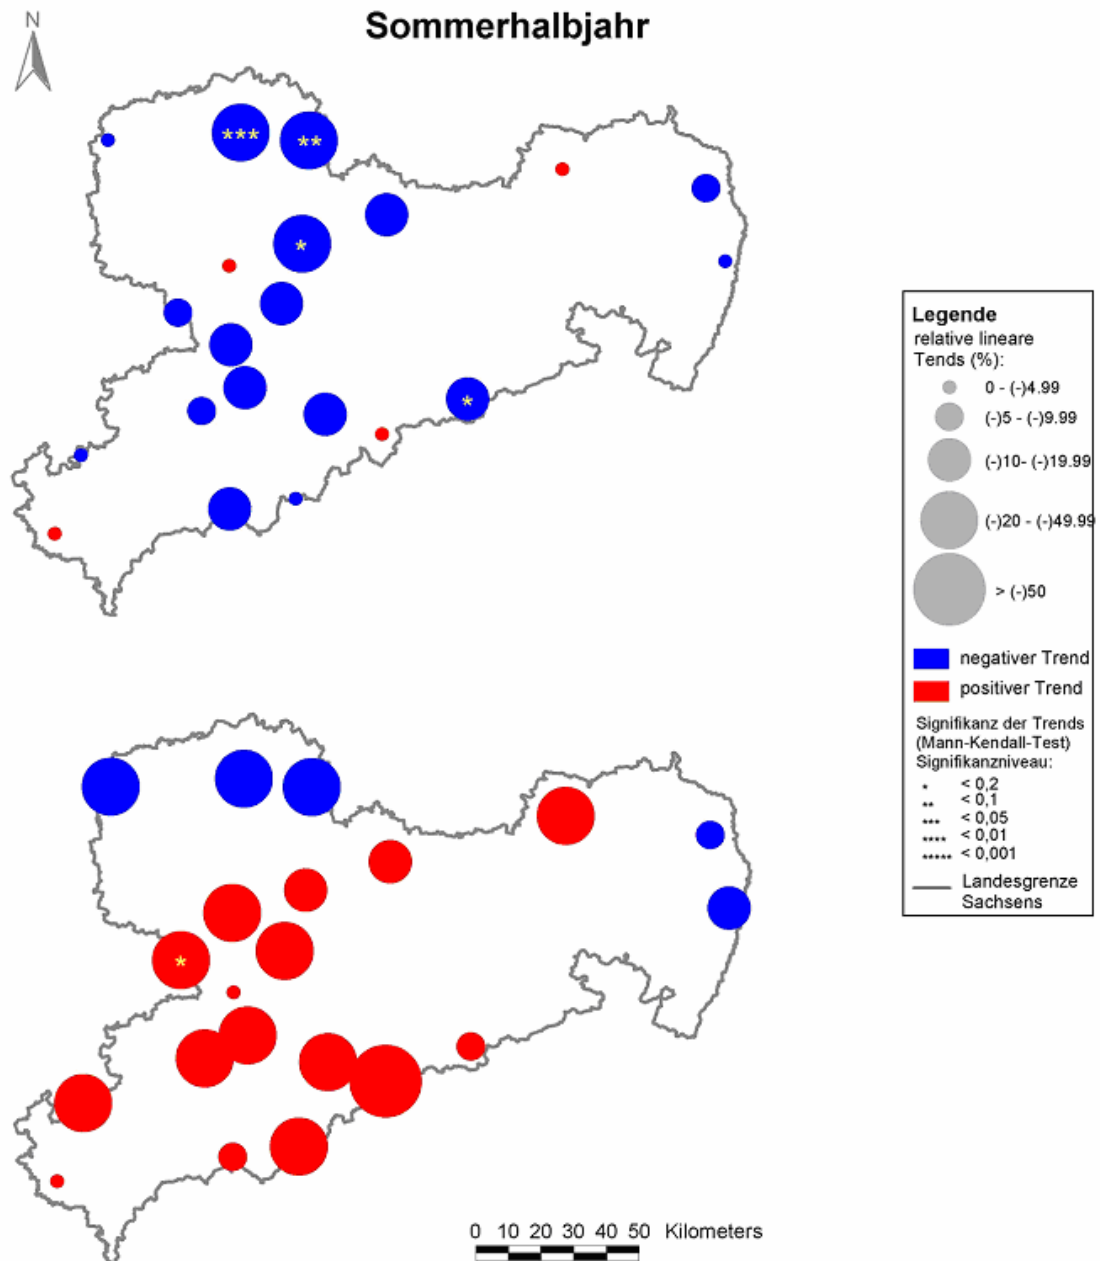 Sommerhalbjahr
N
***
**
*
*
Legende
relative lineare
Tends (%):
0 - (-)4.99
(-)5 - (-)9.99
(-)10- (-)19.99
(-)20 - (-)49.99
> (-)50
negativer Trend
positiver Trend
Signifikanz der Trends
(Mann-Kendall-Test)
Signifikanzniveau:
* < 0,2
** < 0,1
*** < 0,05
**** < 0,01
***** < 0,001
Landesgrenze
Sachsens
*
0 10 20 30 40 50 Kilometers